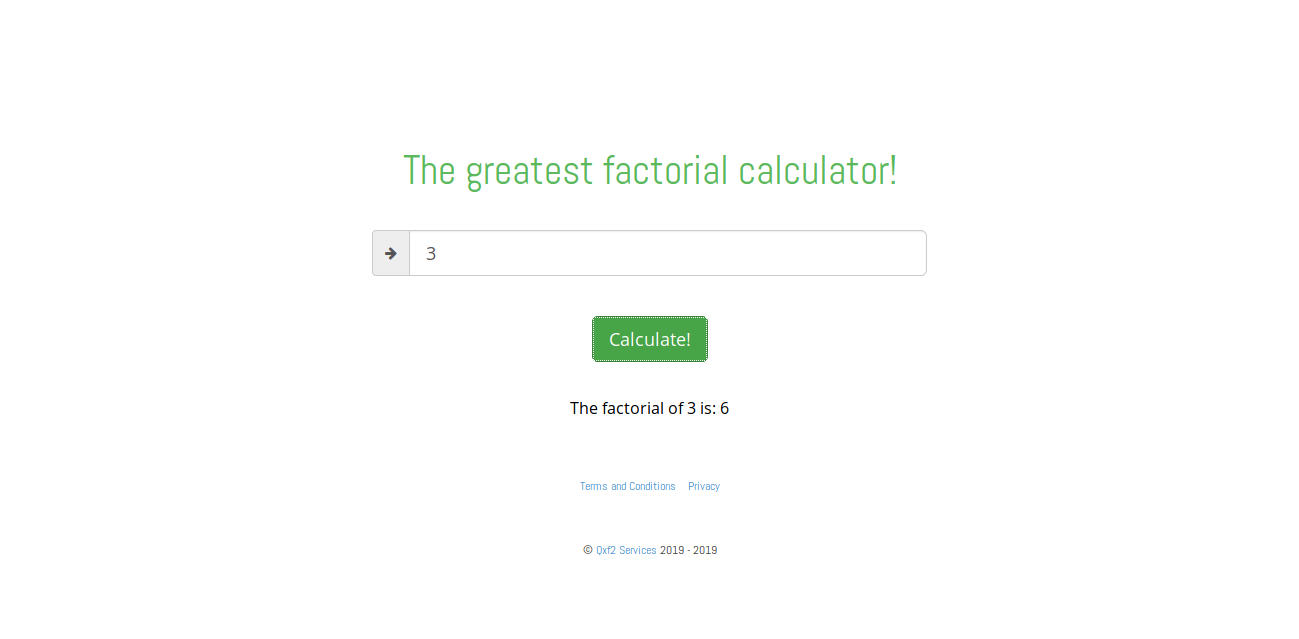 The greatest factorial calculator!
3
Calculate!
The factorial of 3 is: 6
Terms and Conditions Privacy
© Qxf2 Services 2019 - 2019